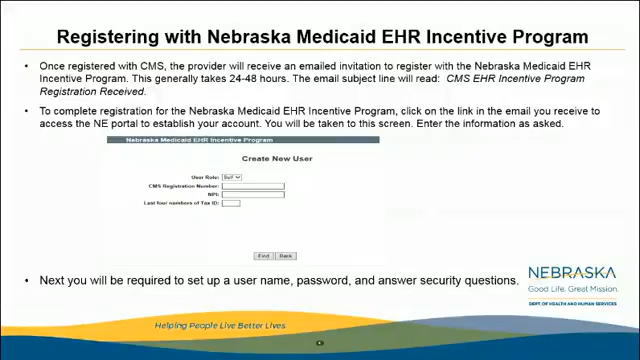 Registering with Nebraska Medicaid EHR Incentive Program
• Once registered with CMS, the provider will receive an emailed invitation to register with the Nebraska Medicaid EHR
Incentive Program. This generally takes 24-48 hours. The email subject line will read: CMS EHR Incentive Program
Registration Received.
• To complete registration for the Nebraska Medicaid EHR Incentive Program, click on the link in the email you receive to
access the NE portal to establish your account. You will be taken to this screen. Enter the information as asked.
Nebraska Medicaid EHR Incentive Program
Create New User
User Role: Self
CMS Registration Number:
NPI:
Last four numbers of Tax ID:
Find Back
• Next you will be required to set up a user name, password, and answer security questions.
NEBRASKA
Good Life. Great Mission.
DEPT. OF HEALTH AND HUMAN SERVICES
Helping People Live Better Lives